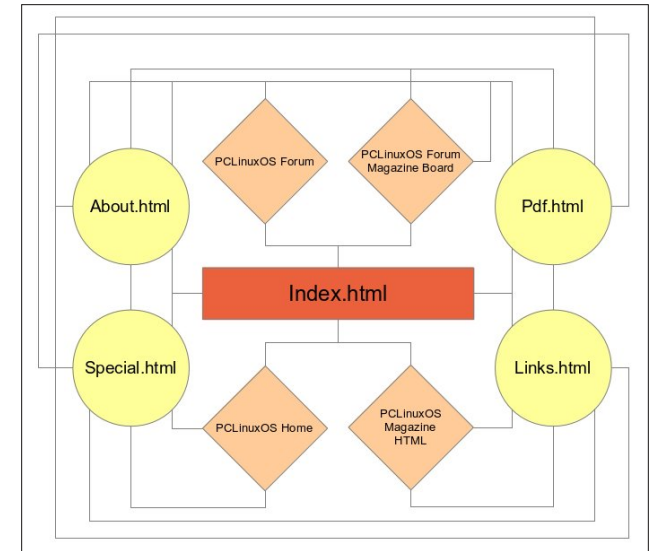 PCLinuxOS Forum
PCLinuxOS Forum
Magazine Board
About.html
Pdf.html
Index.html
Special.html
Links.html
PCLinuxOS Home
PCLinuxOS
Magazine
HTML